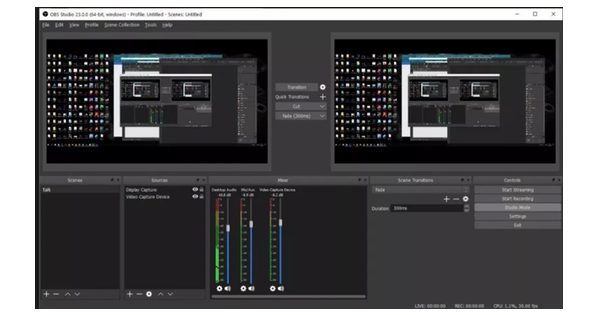 OBS Studio 23.0.0 (64-bit, windows) - Profile: Untitled - Scenes: Untitled
File Edit View Profile Scene Collection Tools Help
Transition
Quick Transitions
Cut
Fade (300ms)
Scenes
Talk
Sources
Display Capture
Video Capture Device
Mixer
Desktop Audio Mic/Aux Video Capture Device
Scene Transitions
Fade
Duration 300ms
Controls
Start Streaming
Start Recording
Studio Mode
Settings
Exit
LIVE: 00:00:00 REC: 00:00:00 CPU: 1.1%, 30.00 fps